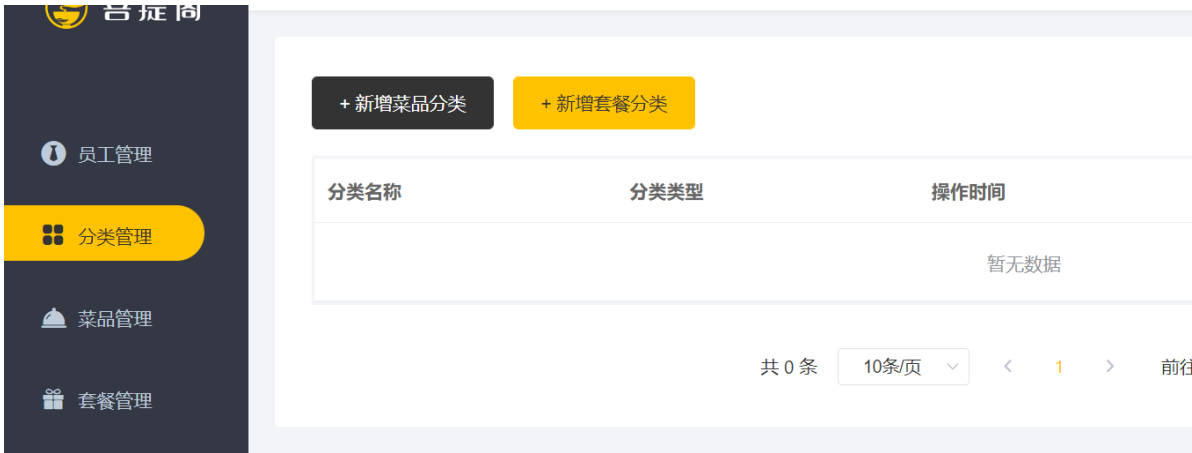 + 新增菜品分类 + 新增套餐分类
员工管理
分类名称 分类类型 操作时间
分类管理
暂无数据
菜品管理
共 0 条 10条/页 1 前往
套餐管理